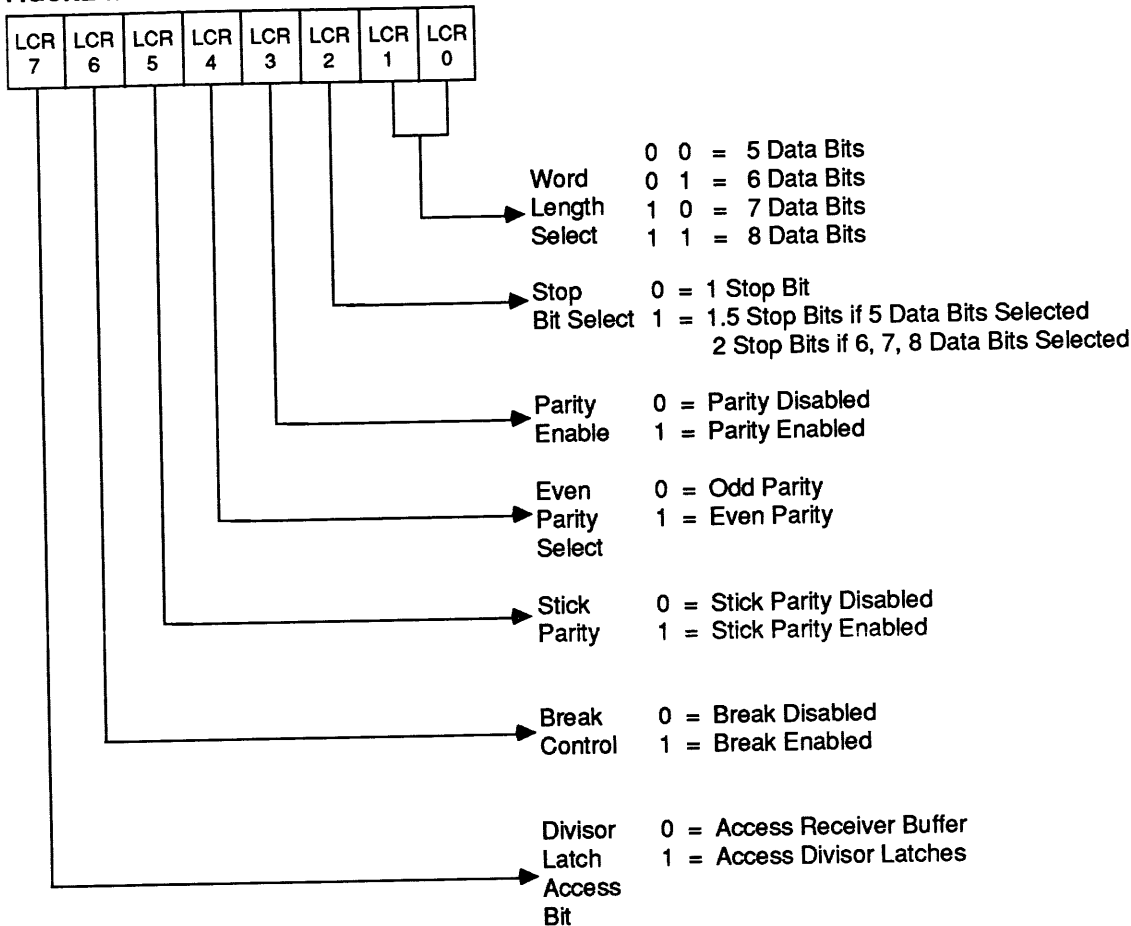 LCR LCR LCR LCR LCR LCR LCR LCR
7 6 5 4 3 2 1 0
0 0 = 5 Data Bits
Word 0 1 = 6 Data Bits
Length 1 0 = 7 Data Bits
Select 1 1 = 8 Data Bits
Stop 0 = 1 Stop Bit
Bit Select 1 = 1.5 Stop Bits if 5 Data Bits Selected
2 Stop Bits if 6, 7, 8 Data Bits Selected
Parity 0 = Parity Disabled
Enable 1 = Parity Enabled
Even 0 = Odd Parity
Parity 1 = Even Parity
Select
Stick 0 = Stick Parity Disabled
Parity 1 = Stick Parity Enabled
Break 0 = Break Disabled
Control 1 = Break Enabled
Divisor 0 = Access Receiver Buffer
Latch 1 = Access Divisor Latches
Access
Bit